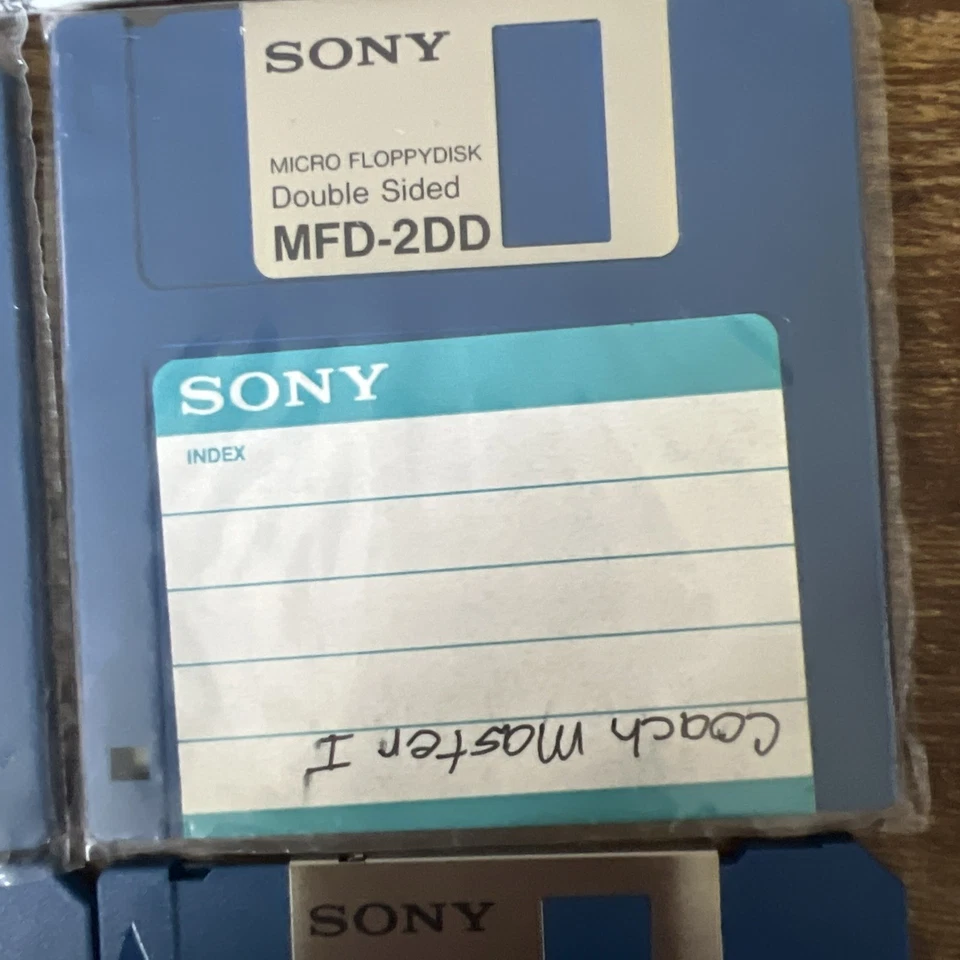 SONY
MICRO FLOPPYDISK
Double Sided
MFD-2DD
SONY
INDEX
Coach Master I
SONY